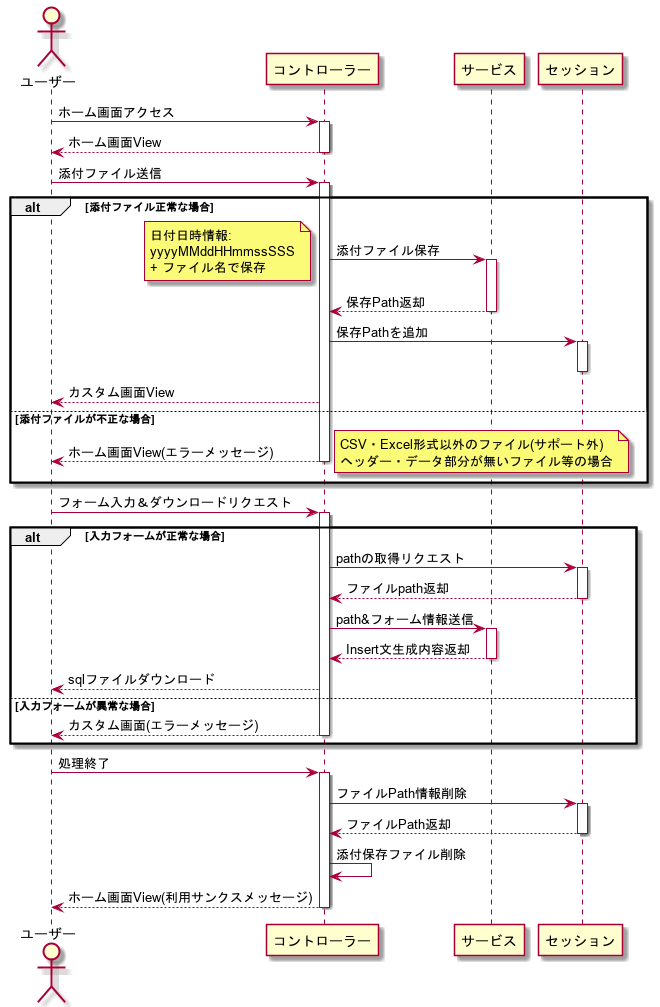 ユーザー
コントローラー
サービス
セッション
ホーム画面アクセス
ホーム画面View
添付ファイル送信
alt [添付ファイル正常な場合]
日付日時情報:
yyyyMMddHHmmssSSS
+ ファイル名で保存
添付ファイル保存
保存Path返却
保存Pathを追加
カスタム画面View
[添付ファイルが不正な場合]
ホーム画面View(エラーメッセージ)
CSV・Excel形式以外のファイル(サポート外)
ヘッダー・データ部分が無いファイル等の場合
フォーム入力＆ダウンロードリクエスト
alt [入力フォームが正常な場合]
pathの取得リクエスト
ファイルpath返却
path&フォーム情報送信
Insert文生成内容返却
sqlファイルダウンロード
[入力フォームが異常な場合]
カスタム画面(エラーメッセージ)
処理終了
ファイルPath情報削除
ファイルPath返却
添付保存ファイル削除
ホーム画面View(利用サンクスメッセージ)
ユーザー
コントローラー
サービス
セッション